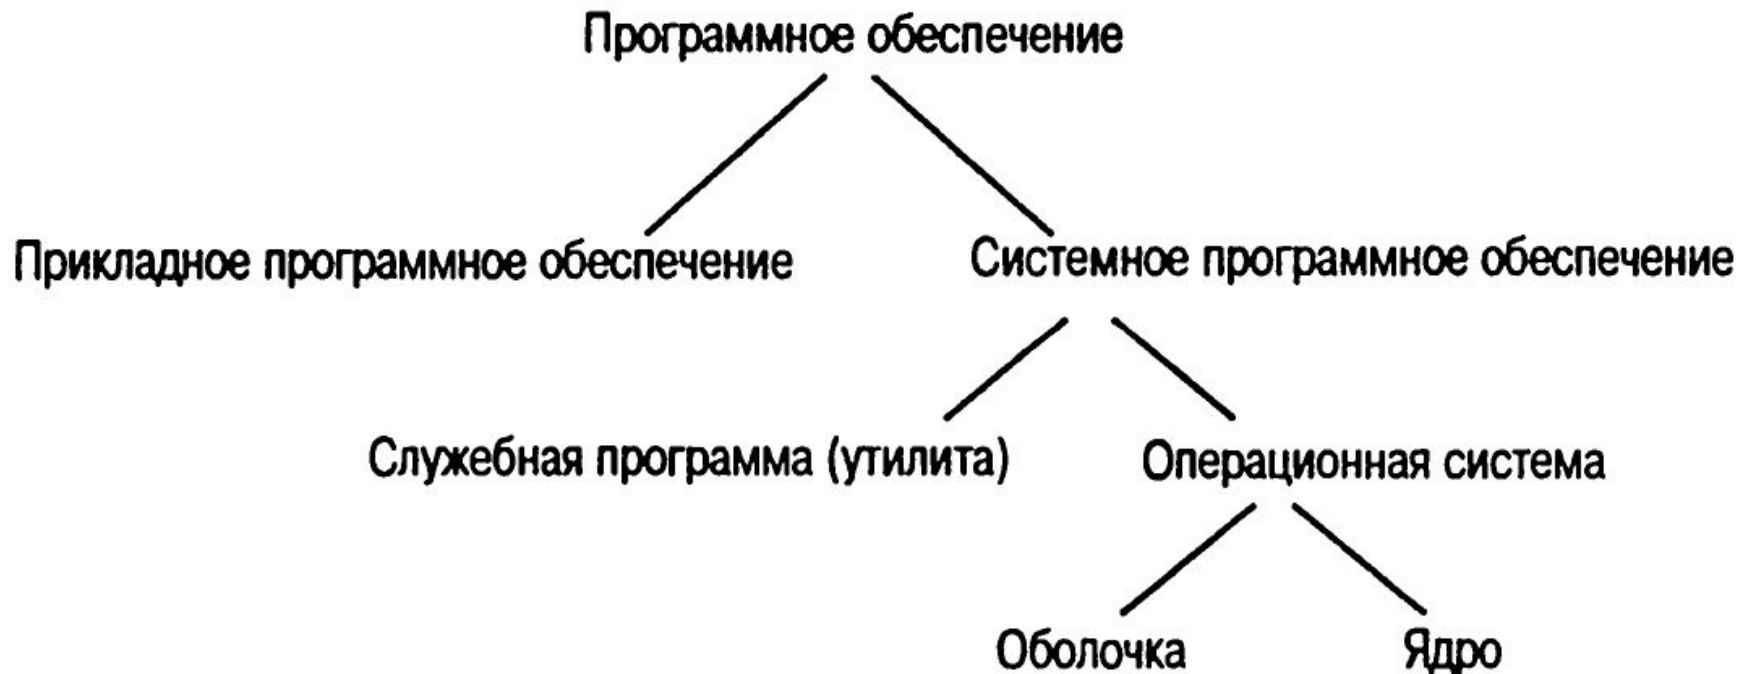 Программное обеспечение
Прикладное программное обеспечение
Системное программное обеспечение
Служебная программа (утилита)
Операционная система
Оболочка
Ядро